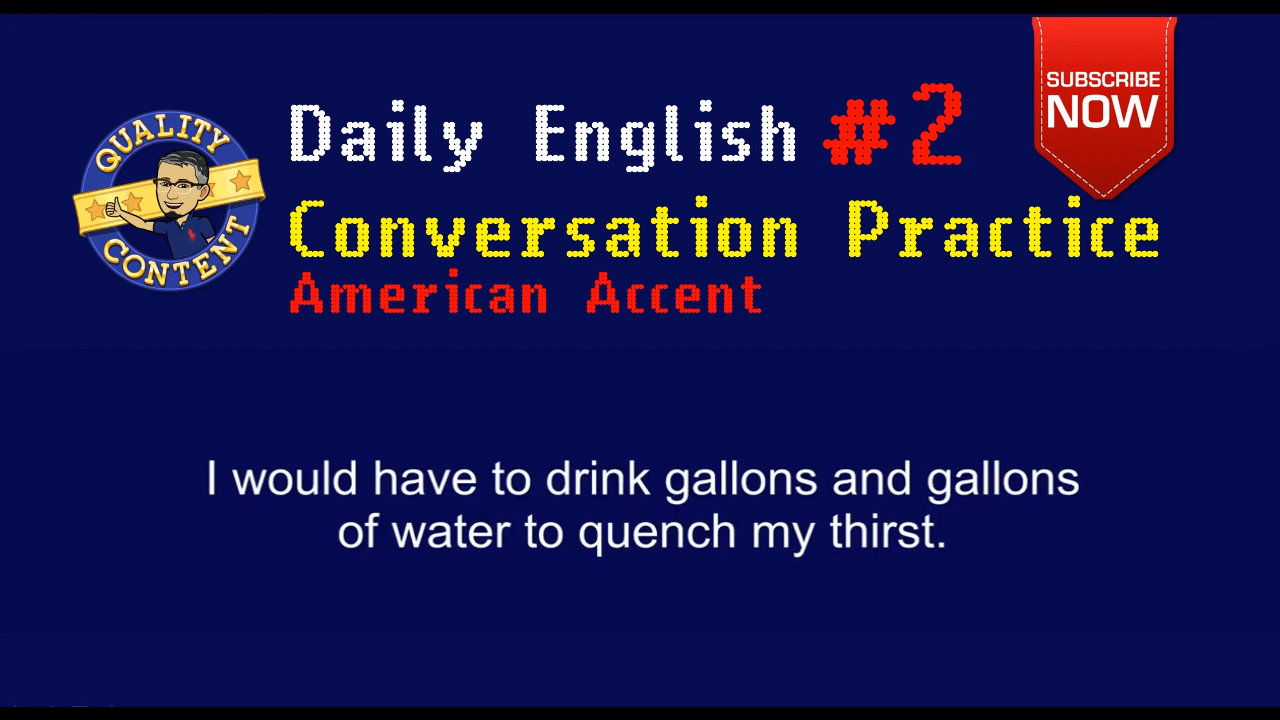 SUBSCRIBE
NOW
QUALITY
CONTENT
Daily English #2
Conversation Practice
American Accent
I would have to drink gallons and gallons
of water to quench my thirst.